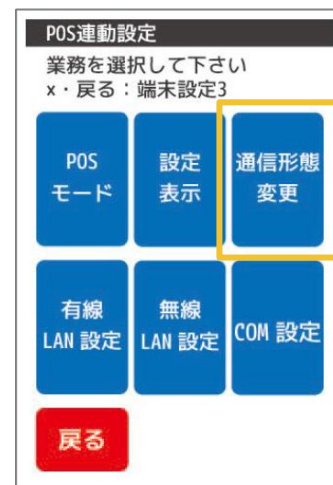 POS連動設定
業務を選択して下さい
x・戻る：端末設定3
POS
モード
設定
表示
通信形態
変更
有線
LAN 設定
無線
LAN 設定
COM 設定
戻る